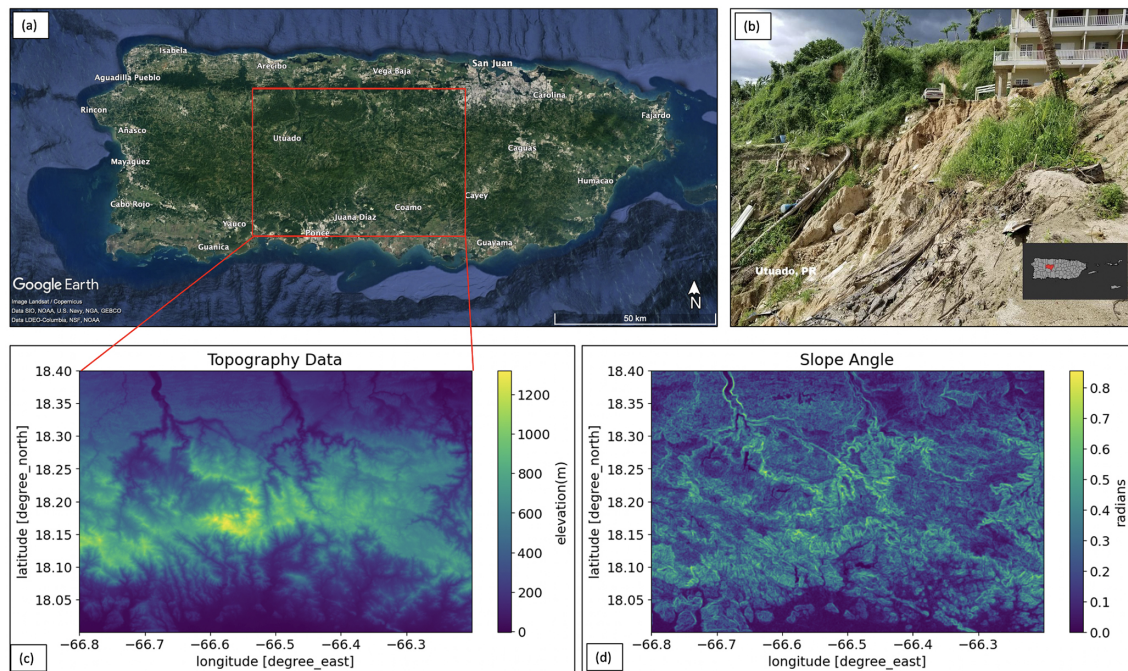 (a)
Isabela
Arecibo
Vega Baja
San Juan
Aguadilla Pueblo
Carolina
Rincon
Fajardo
Añasco
Utuado
Caguas
Mayaguez
Humacao
Cayey
Cabo Rojo
Coamo
Juana Diaz
Yauco
Ponce
Guanica
Guayama
Google Earth
Image Landsat / Copernicus
Data SIO, NOAA, U.S. Navy, NGA, GEBCO
Data LDEO-Columbia, NSF, NOAA
N
50 km
(b)
Utuado, PR
Topography Data
18.40
18.35
18.30
18.25
18.20
18.15
18.10
18.05
latitude [degree_north]
−66.8 −66.7 −66.6 −66.5 −66.4 −66.3
longitude [degree_east]
1200
1000
800
600
400
200
0
elevation(m)
(c)
Slope Angle
18.40
18.35
18.30
18.25
18.20
18.15
18.10
18.05
latitude [degree_north]
−66.8 −66.7 −66.6 −66.5 −66.4 −66.3
longitude [degree_east]
0.8
0.7
0.6
0.5
0.4
0.3
0.2
0.1
0.0
radians
(d)